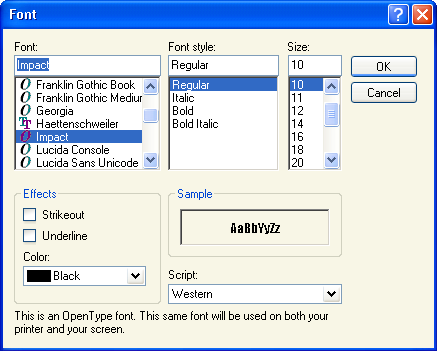 Font
Font:
Font style:
Size:
Impact
Regular
10
OK
Franklin Gothic Book
Franklin Gothic Medium
Georgia
Haettenschweiler
Impact
Lucida Console
Lucida Sans Unicode
Regular
Italic
Bold
Bold Italic
10
11
12
14
16
18
20
Cancel
Effects
Strikeout
Underline
Color:
Black
Sample
AaBbYyZz
Script:
Western
This is an OpenType font. This same font will be used on both your
printer and your screen.